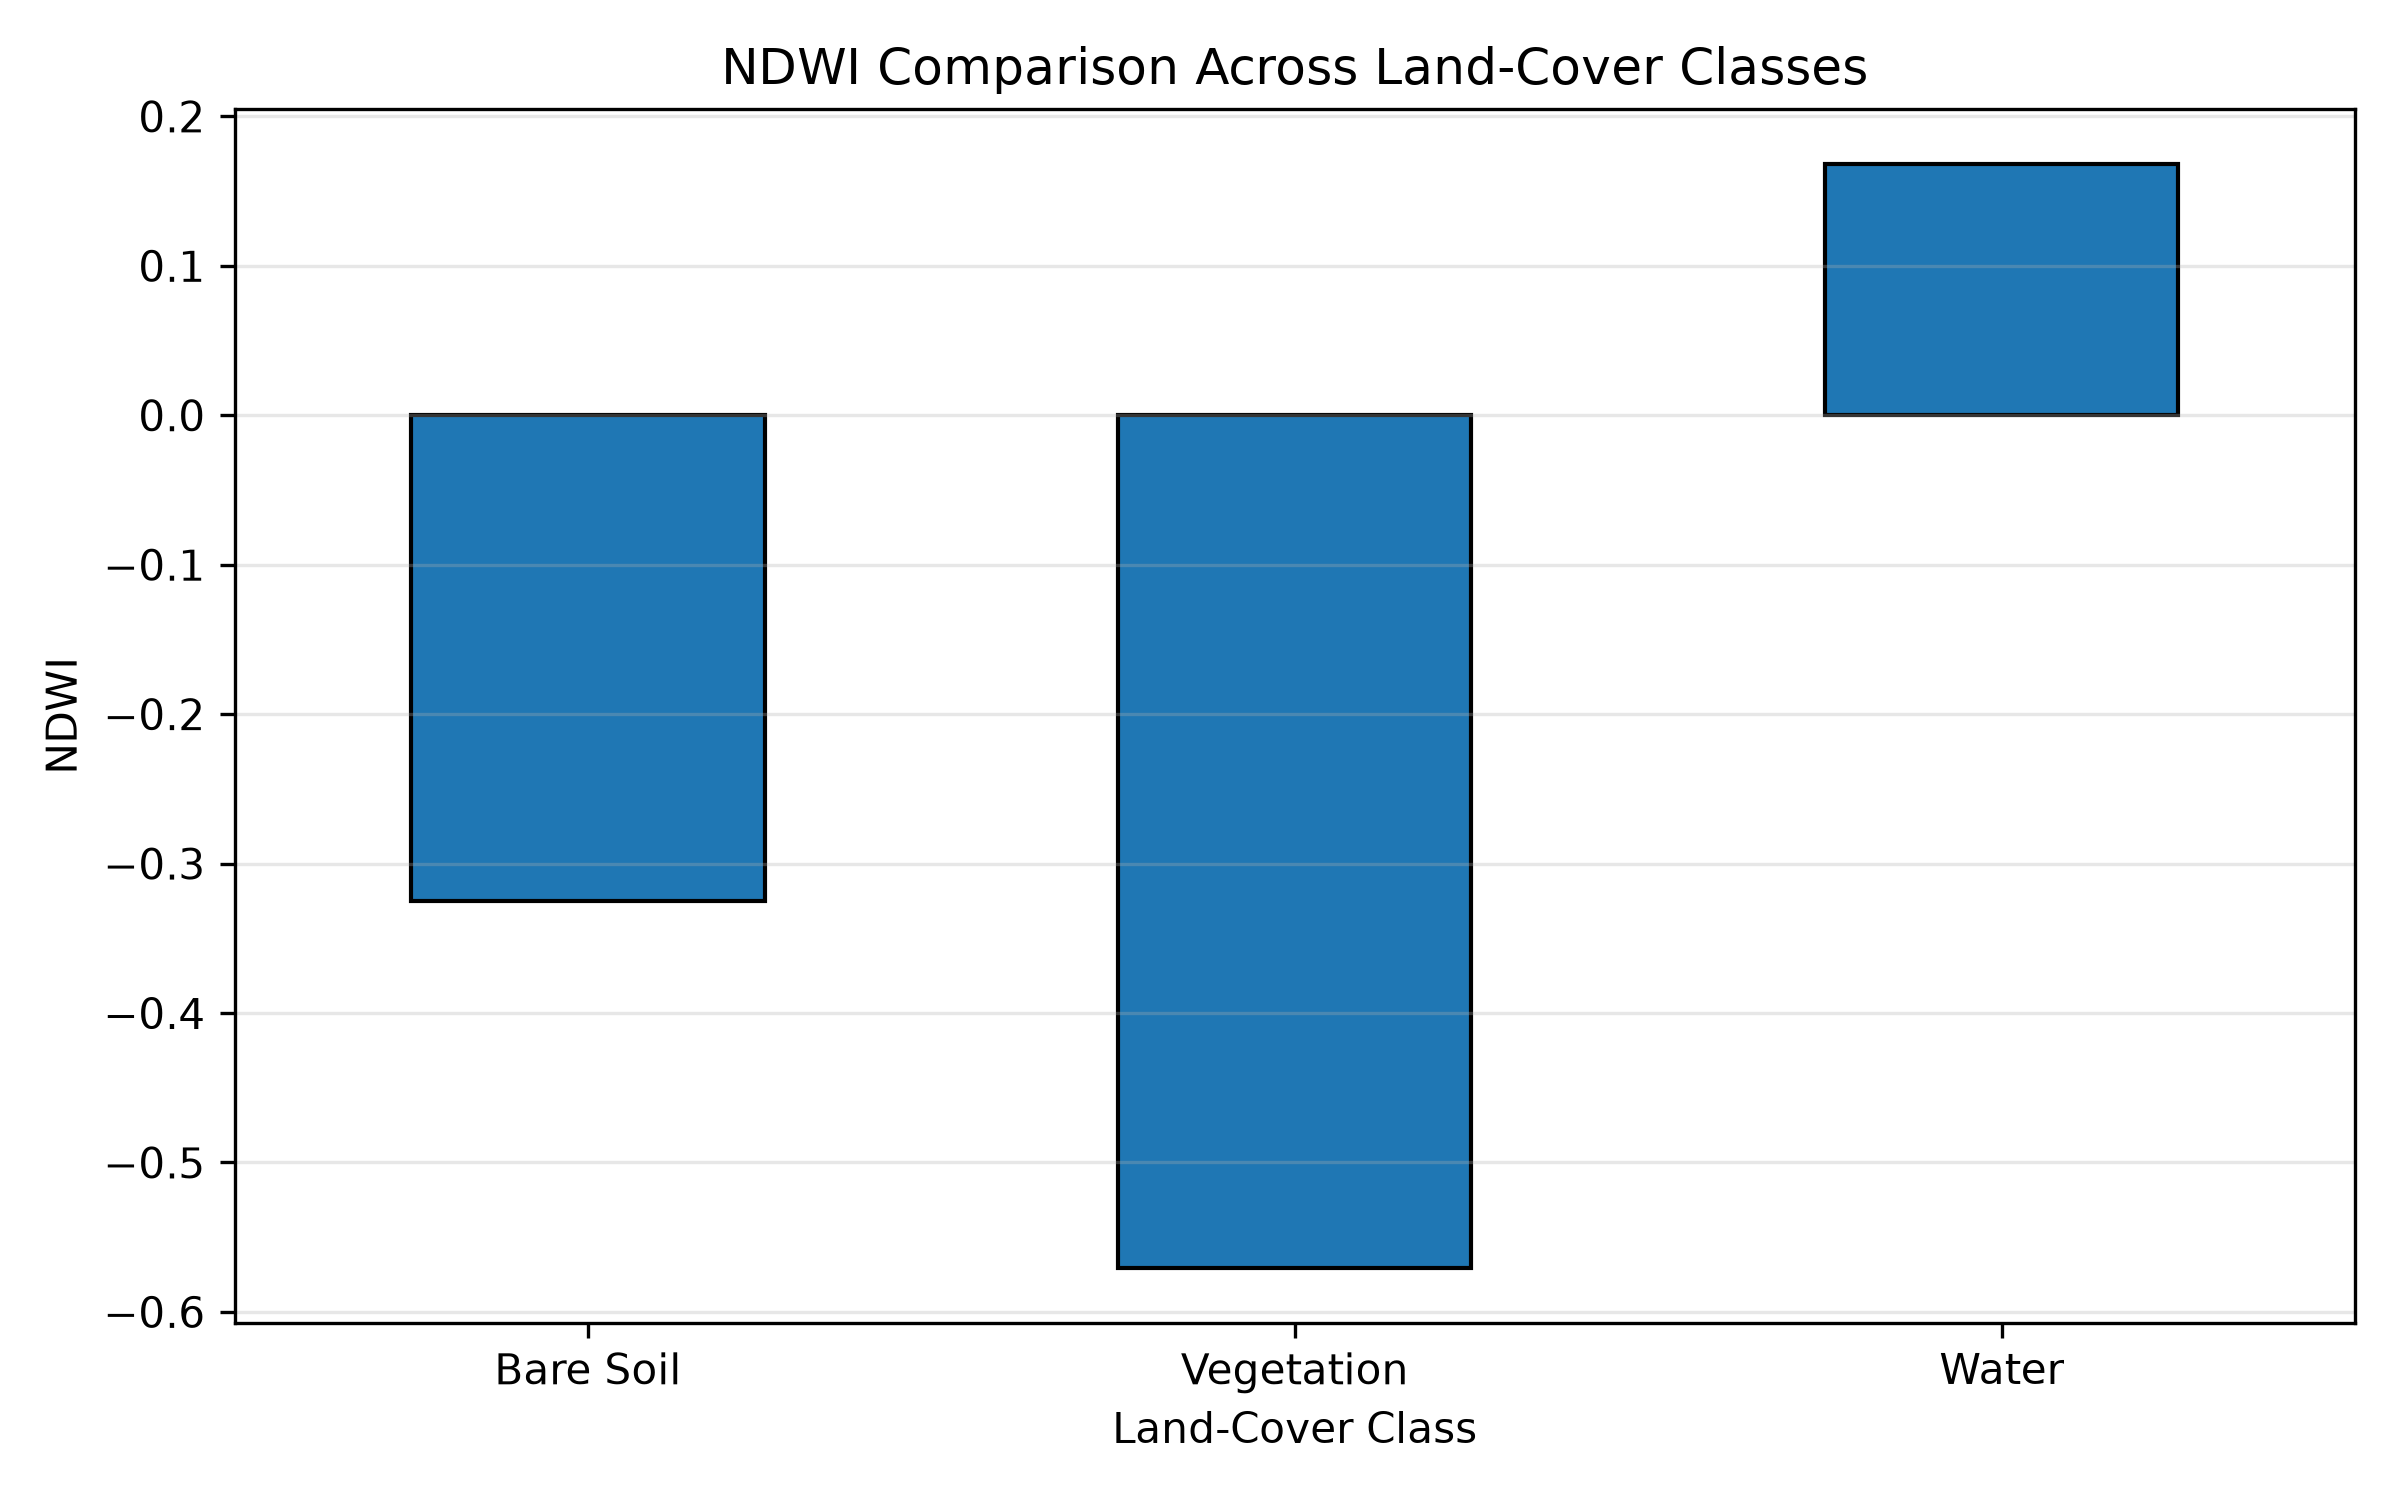 NDWI Comparison Across Land-Cover Classes
0.2
0.1
0.0
−0.1
−0.2
−0.3
−0.4
−0.5
−0.6
NDWI
Bare Soil Vegetation Water
Land-Cover Class